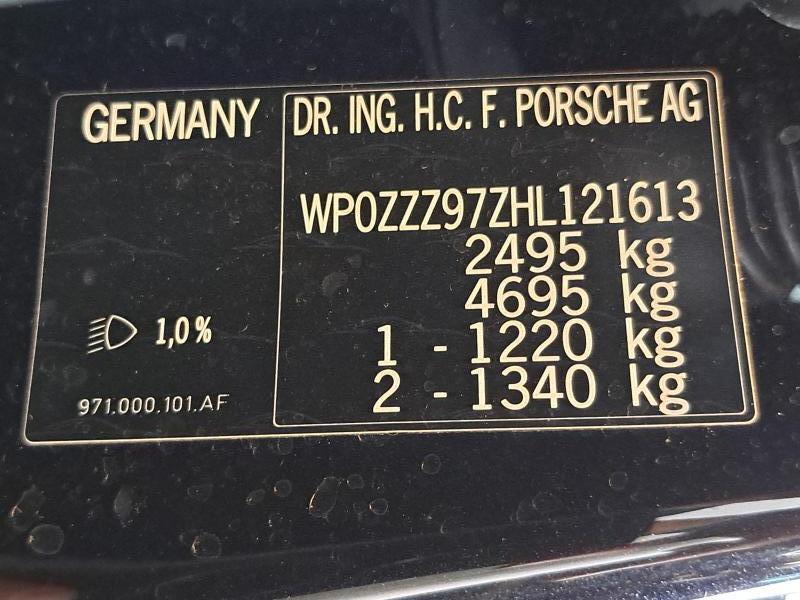 GERMANY
DR. ING. H.C. F. PORSCHE AG
WP0ZZZ97ZHL121613
2495 kg
4695 kg
1 - 1220 kg
2 - 1340 kg
1,0%
971.000.101.AF